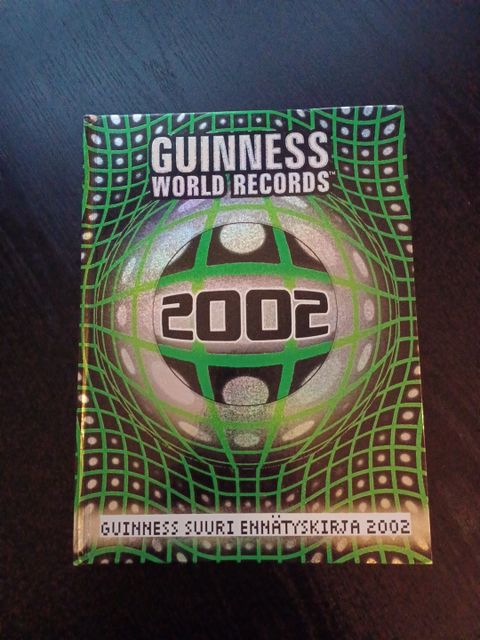 GUINNESS
WORLD RECORDS™
2002
GUINNESS SUURI ENNÄTYSKIRJA 2002